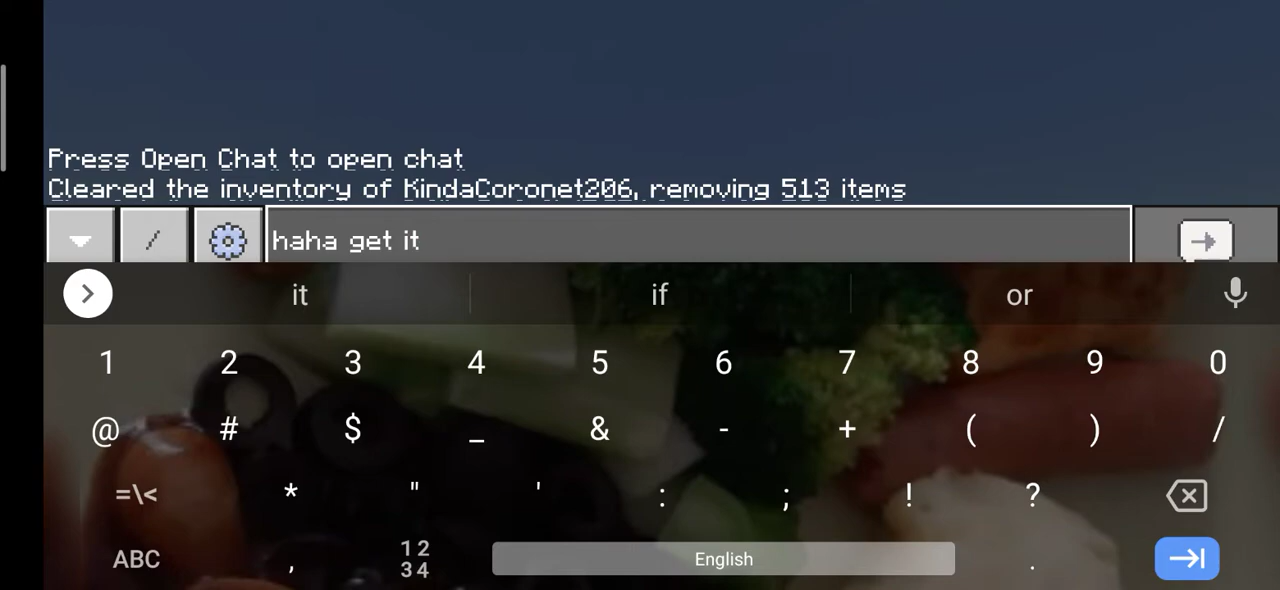 Press Open Chat to open chat
Cleared the inventory of KindaCoronet206, removing 513 items
/ haha get it
it if or
1 2 3 4 5 6 7 8 9 0
@ # $ _ & - + ( ) /
=\< * " ' : ; ! ?
ABC , 12 34 English .